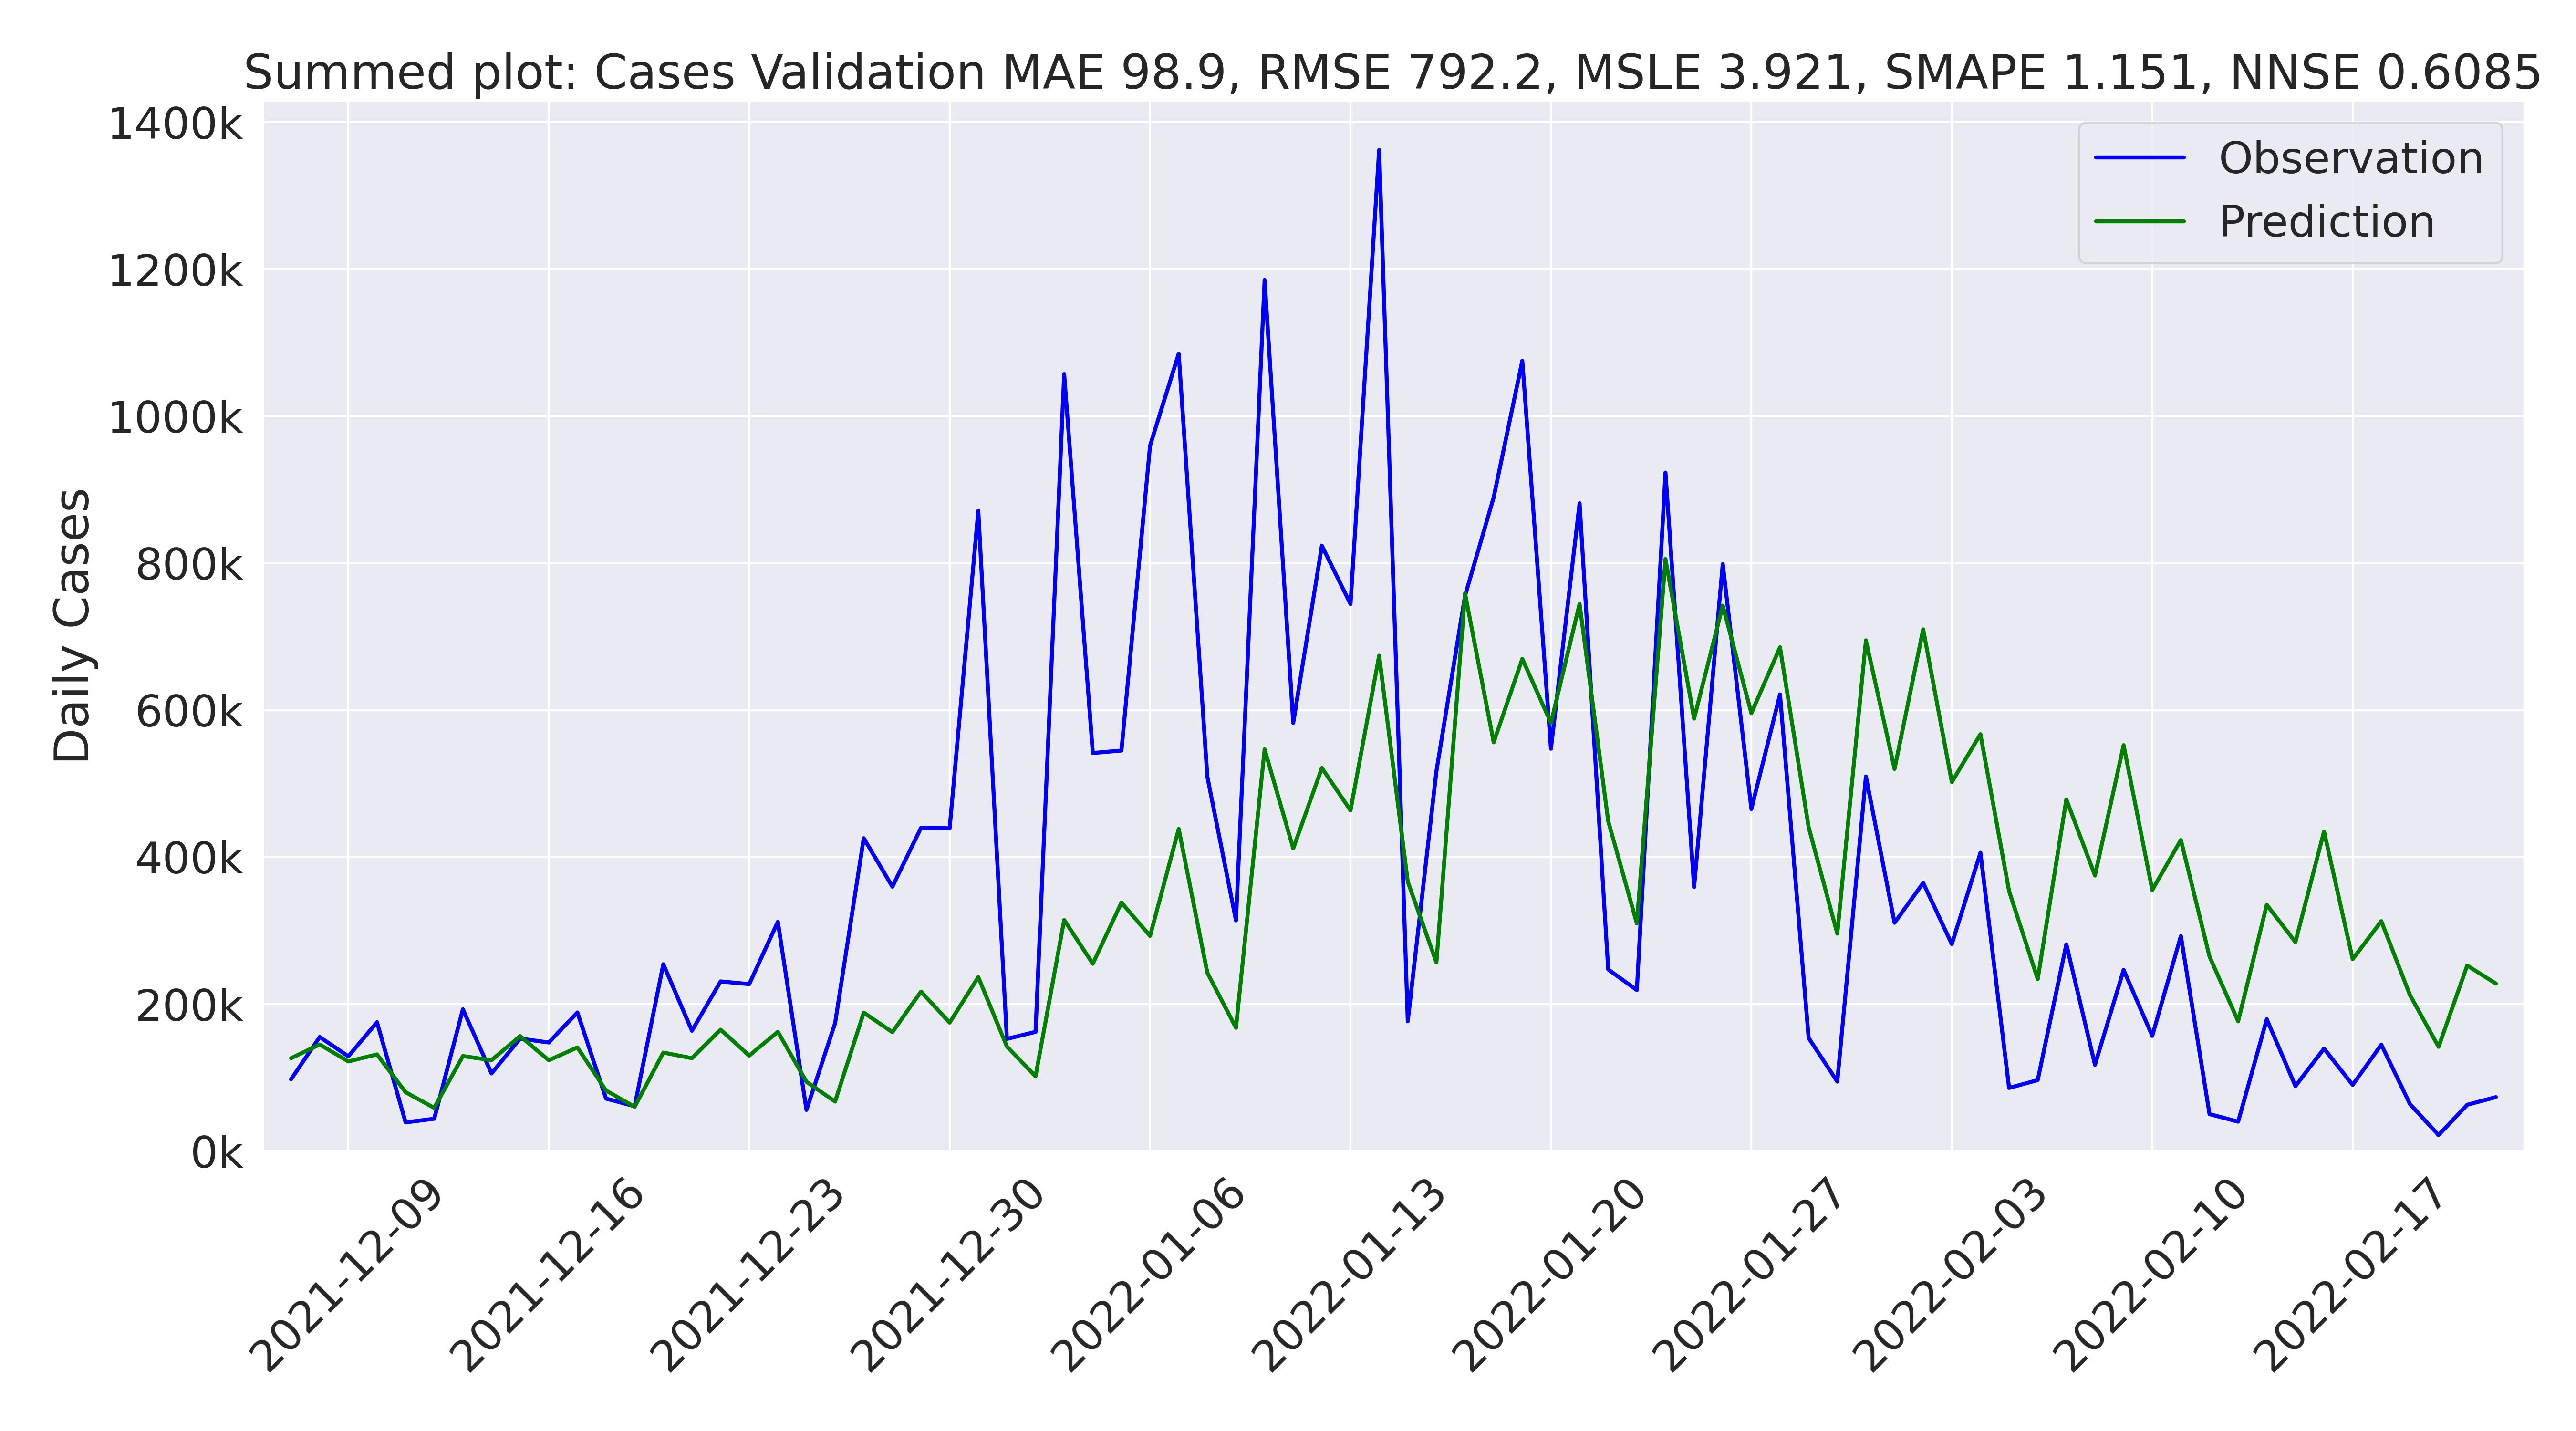 Summed plot: Cases Validation MAE 98.9, RMSE 792.2, MSLE 3.921, SMAPE 1.151, NNSE 0.6085
1400k
1200k
1000k
800k
600k
400k
200k
0k
Daily Cases
Observation
Prediction
2021-12-09
2021-12-16
2021-12-23
2021-12-30
2022-01-06
2022-01-13
2022-01-20
2022-01-27
2022-02-03
2022-02-10
2022-02-17